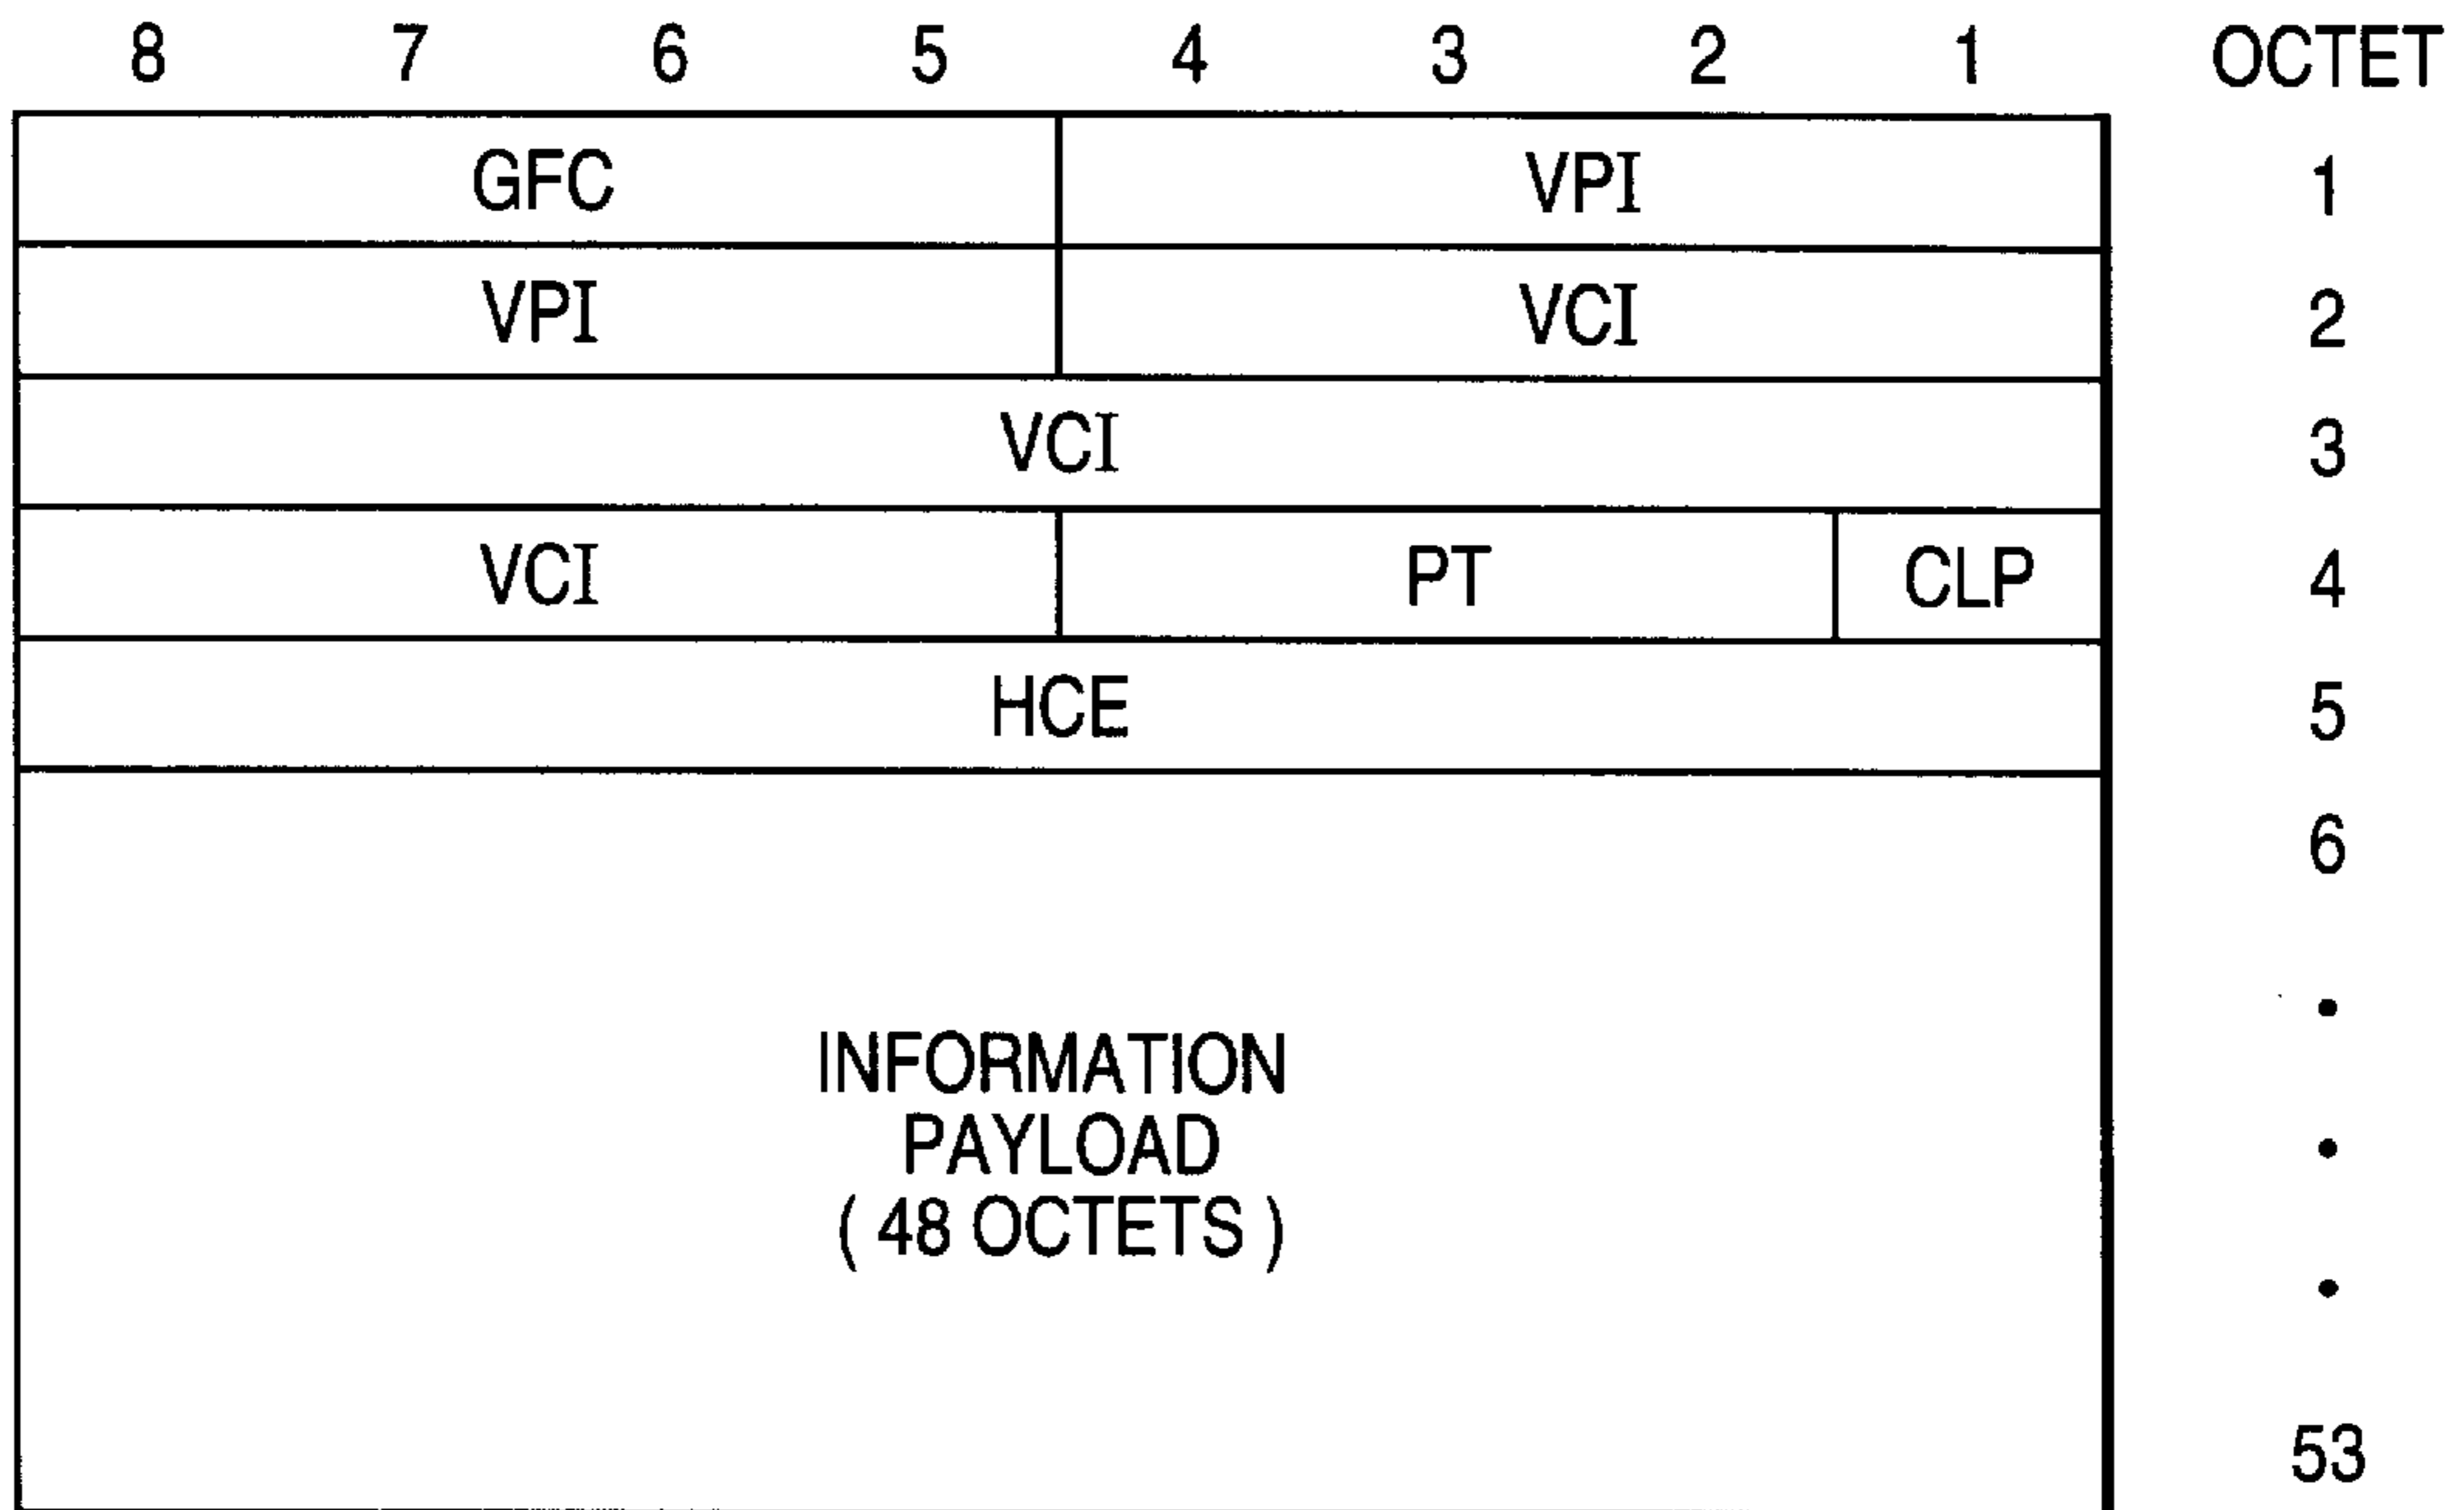 8 7 6 5 4 3 2 1 OCTET
GFC VPI 1
VPI VCI 2
VCI 3
VCI PT CLP 4
HCE 5
6
INFORMATION
PAYLOAD
( 48 OCTETS )
53